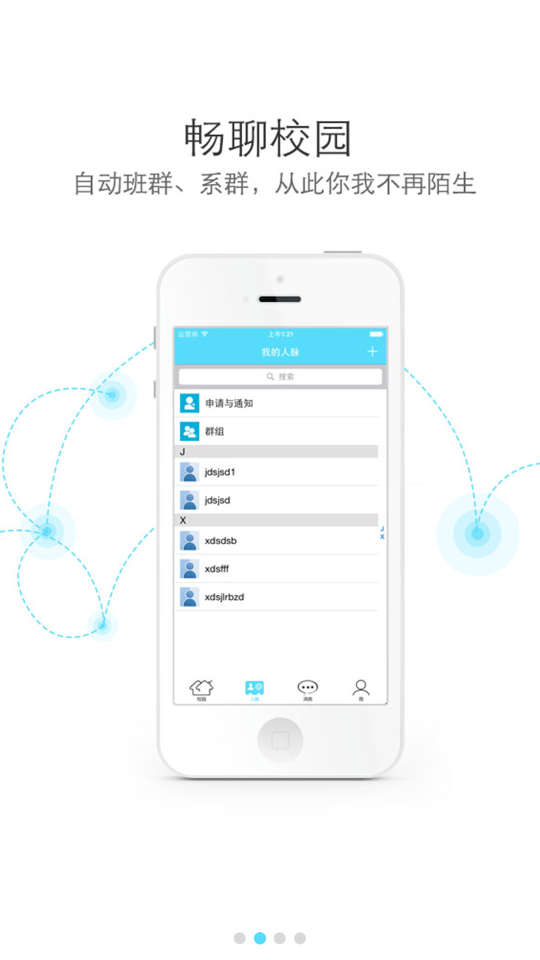 畅聊校园
自动班群、系群，从此你我不再陌生
运营商 上午1:21
我的人脉 +
搜索
申请与通知
群组
J
jdsjsd1
jdsjsd
X
J
X
xdsdsb
xdsfff
xdsjlrbzd
校园 人脉 消息 我